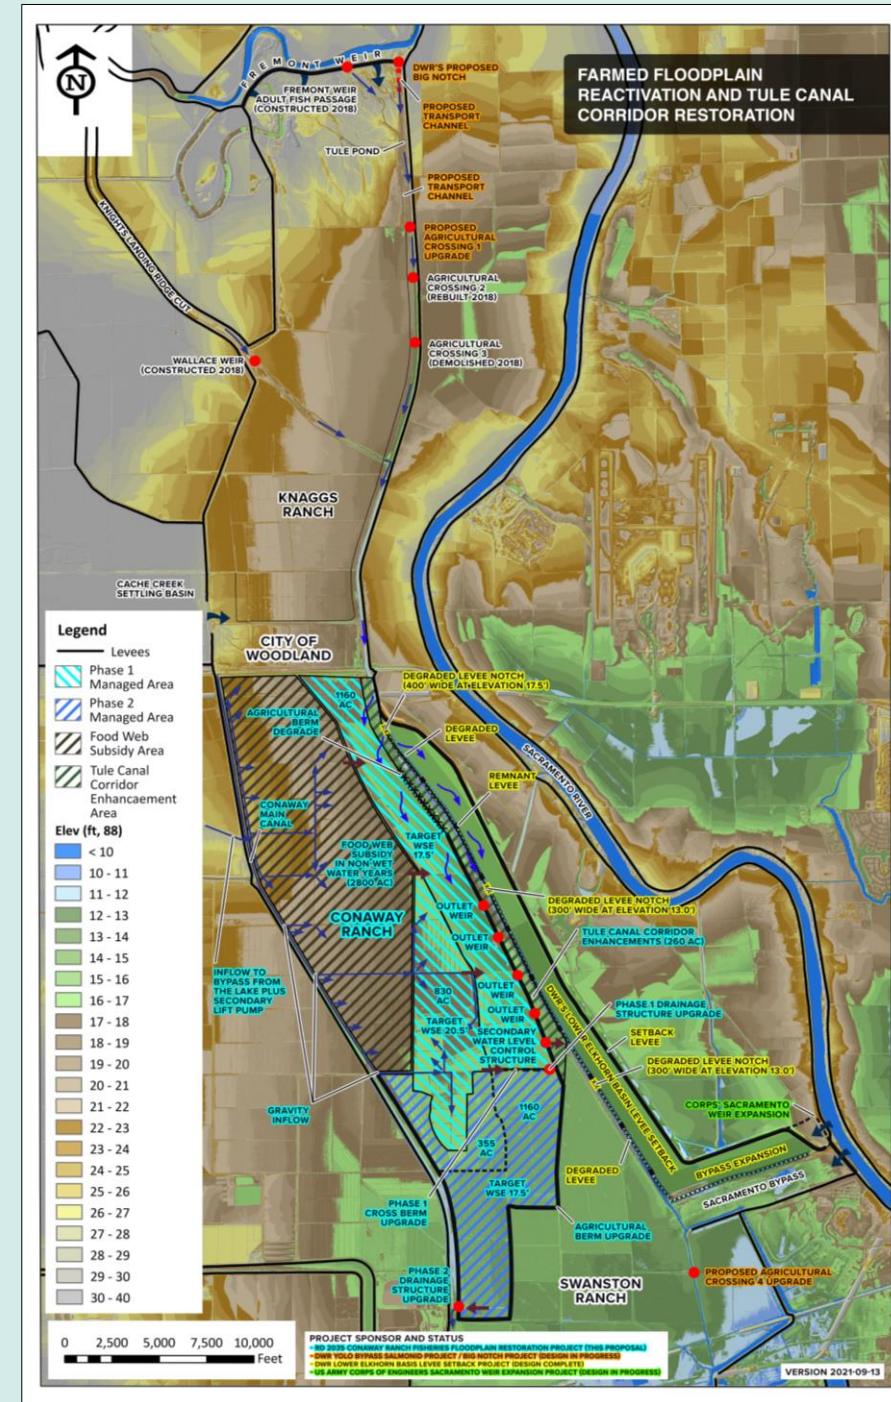 FARMED FLOODPLAIN
REACTIVATION AND TULE CANAL
CORRIDOR RESTORATION
N
FREMONT WEIR
DWR'S PROPOSED
BIG NOTCH
FREMONT WEIR
ADULT FISH PASSAGE
(CONSTRUCTED 2018)
PROPOSED
TRANSPORT
CHANNEL
TULE POND
PROPOSED
TRANSPORT
CHANNEL
KNIGHTS LANDING RIDGE CUT
PROPOSED
AGRICULTURAL
CROSSING 1
UPGRADE
AGRICULTURAL
CROSSING 2
(REBUILT 2018)
AGRICULTURAL
CROSSING 3
(DEMOLISHED 2018)
WALLACE WEIR
(CONSTRUCTED 2018)
KNAGGS
RANCH
CACHE CREEK
SETTLING BASIN
CITY OF
WOODLAND
SACRAMENTO RIVER
Legend
Levees
Phase 1
Managed Area
Phase 2
Managed Area
Food Web
Subsidy Area
Tule Canal
Corridor
Enhancaement
Area
Elev (ft, 88)
< 10
10 - 11
11 - 12
12 - 13
13 - 14
14 - 15
15 - 16
16 - 17
17 - 18
18 - 19
19 - 20
20 - 21
21 - 22
22 - 23
23 - 24
24 - 25
25 - 26
26 - 27
27 - 28
28 - 29
29 - 30
30 - 40
1160
AC
DEGRADED LEVEE NOTCH
(400' WIDE AT ELEVATION 17.5')
AGRICULTURAL
BERM
DEGRADE
DEGRADED
LEVEE
REMNANT
LEVEE
CONAWAY
MAIN
CANAL
TARGET
WSE
17.5'
FOOD WEB
SUBSIDY
IN NON-WET
WATER YEARS
(2800 AC)
DEGRADED LEVEE NOTCH
(300' WIDE AT ELEVATION 13.0')
OUTLET
WEIR
CONAWAY
RANCH
OUTLET
WEIR
TULE CANAL CORRIDOR
ENHANCEMENTS (260 AC)
INFLOW TO
BYPASS FROM
THE LAKE PLUS
SECONDARY
LIFT PUMP
830
AC
OUTLET
WEIR
OUTLET
WEIR
TARGET
WSE 20.5'
PHASE 1 DRAINAGE
STRUCTURE UPGRADE
SECONDARY
WATER LEVEL
CONTROL
STRUCTURE
DWR'S LOWER ELKHORN BASIN LEVEE SETBACK
SETBACK
LEVEE
DEGRADED LEVEE NOTCH
(300' WIDE AT ELEVATION 13.0')
GRAVITY
INFLOW
1160
AC
CORPS' SACRAMENTO
WEIR EXPANSION
355
AC
DEGRADED
LEVEE
BYPASS EXPANSION
SACRAMENTO BYPASS
TARGET
WSE 17.5'
PHASE 1
CROSS BERM
UPGRADE
AGRICULTURAL
BERM UPGRADE
PHASE 2
DRAINAGE
STRUCTURE
UPGRADE
SWANSTON
RANCH
PROPOSED AGRICULTURAL
CROSSING 4 UPGRADE
0 2,500 5,000 7,500 10,000
Feet
PROJECT SPONSOR AND STATUS
- RD 2035 CONAWAY RANCH FISHERIES FLOODPLAIN RESTORATION PROJECT (THIS PROPOSAL)
- DWR YOLO BYPASS SALMONID PROJECT / BIG NOTCH PROJECT (DESIGN IN PROGRESS)
- DWR LOWER ELKHORN BASIS LEVEE SETBACK PROJECT (DESIGN COMPLETE)
- US ARMY CORPS OF ENGINEERS SACRAMENTO WEIR EXPANSION PROJECT (DESIGN IN PROGRESS)
VERSION 2021-09-13